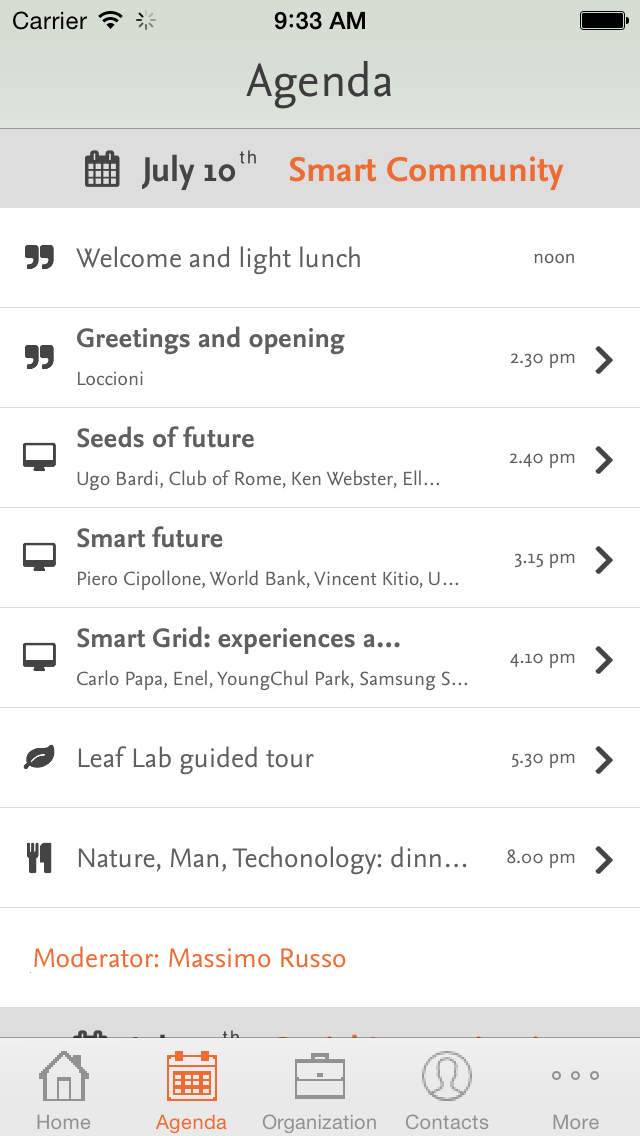 Carrier 9:33 AM
Agenda
July 10th Smart Community
Welcome and light lunch noon
Greetings and opening
Loccioni 2.30 pm
Seeds of future
Ugo Bardi, Club of Rome, Ken Webster, Ell... 2.40 pm
Smart future
Piero Cipollone, World Bank, Vincent Kitio, U... 3.15 pm
Smart Grid: experiences a...
Carlo Papa, Enel, YoungChul Park, Samsung S... 4.10 pm
Leaf Lab guided tour 5.30 pm
Nature, Man, Techonology: dinn... 8.00 pm
Moderator: Massimo Russo
th
Home Agenda Organization Contacts More